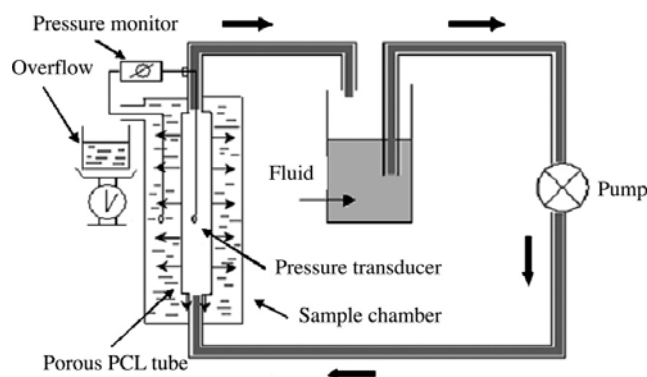 Pressure monitor
Overflow
Fluid
Pump
Pressure transducer
Sample chamber
Porous PCL tube